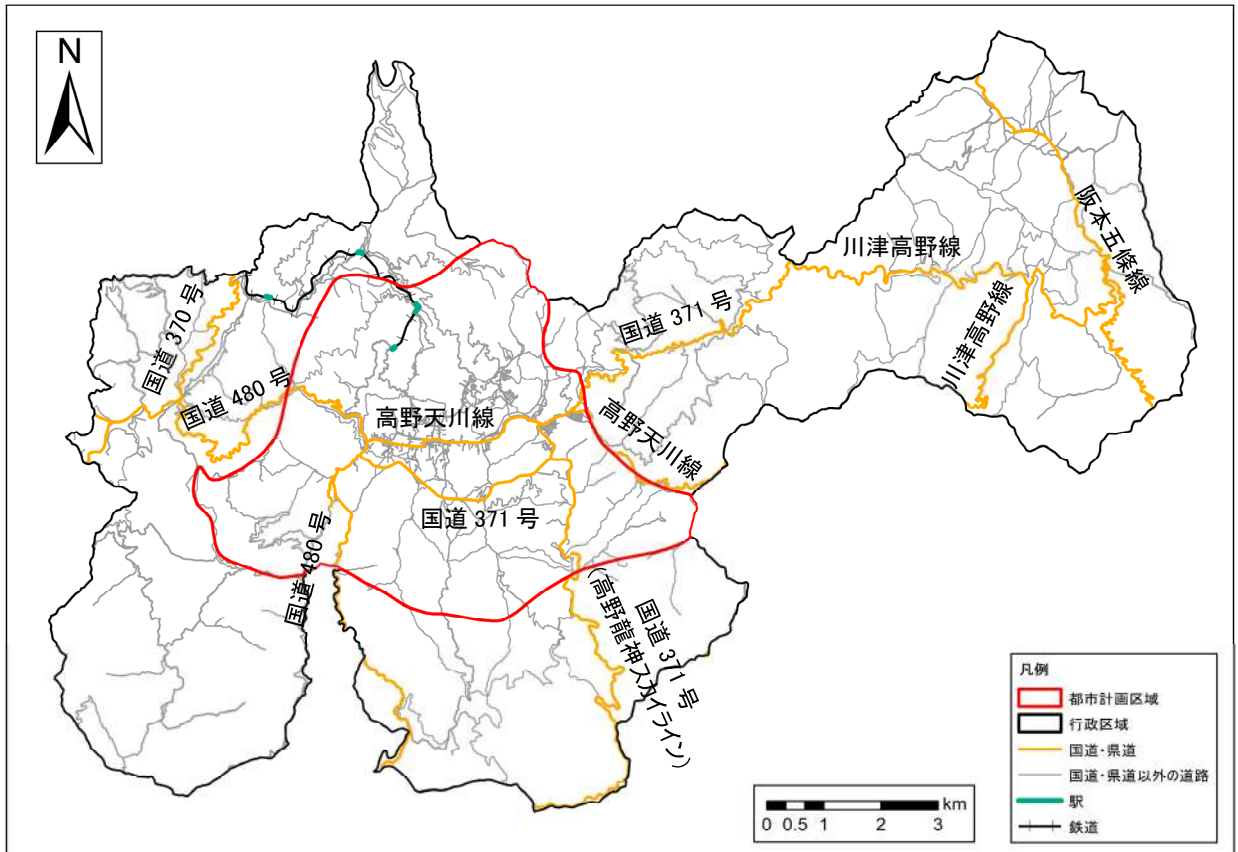 N
阪本五條線
川津高野線
国道 370 号
国道 371 号
川津高野線
国道 480 号
高野天川線
高野天川線
国道 371 号
国道 480 号
国道 371 号
(高野龍神スカイライン)
凡例
都市計画区域
行政区域
国道・県道
国道・県道以外の道路
駅
鉄道
km
0 0.5 1 2 3